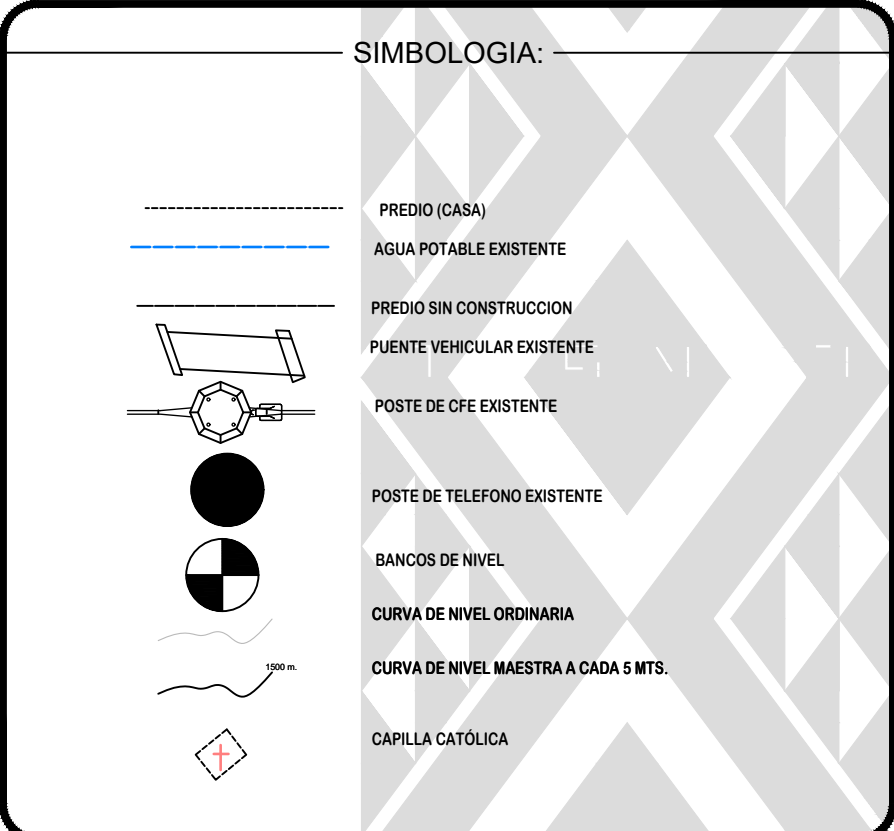 SIMBOLOGIA:
PREDIO (CASA)
AGUA POTABLE EXISTENTE
PREDIO SIN CONSTRUCCION
PUENTE VEHICULAR EXISTENTE
POSTE DE CFE EXISTENTE
POSTE DE TELEFONO EXISTENTE
BANCOS DE NIVEL
CURVA DE NIVEL ORDINARIA
1500 m.
CURVA DE NIVEL MAESTRA A CADA 5 MTS.
CAPILLA CATÓLICA